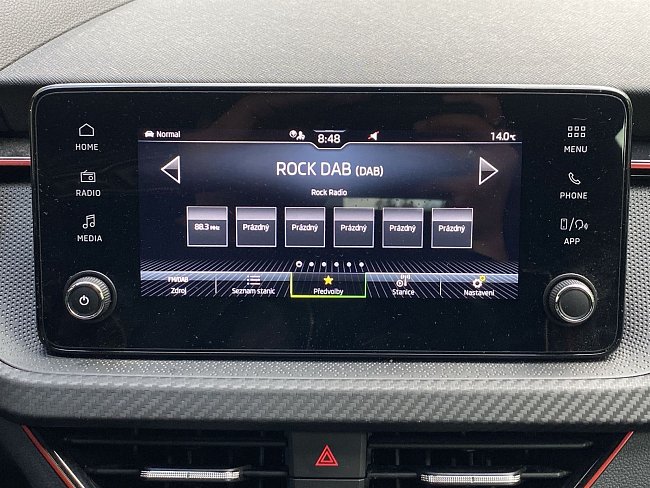 Normal 8:48 14.0°C
HOME
RADIO
MEDIA
ROCK DAB (DAB)
Rock Radio
88.3 MHz Prázdný Prázdný Prázdný Prázdný Prázdný
FM/DAB
Zdroj Seznam stanic Předvolby Stanice Nastavení
MENU
PHONE
APP